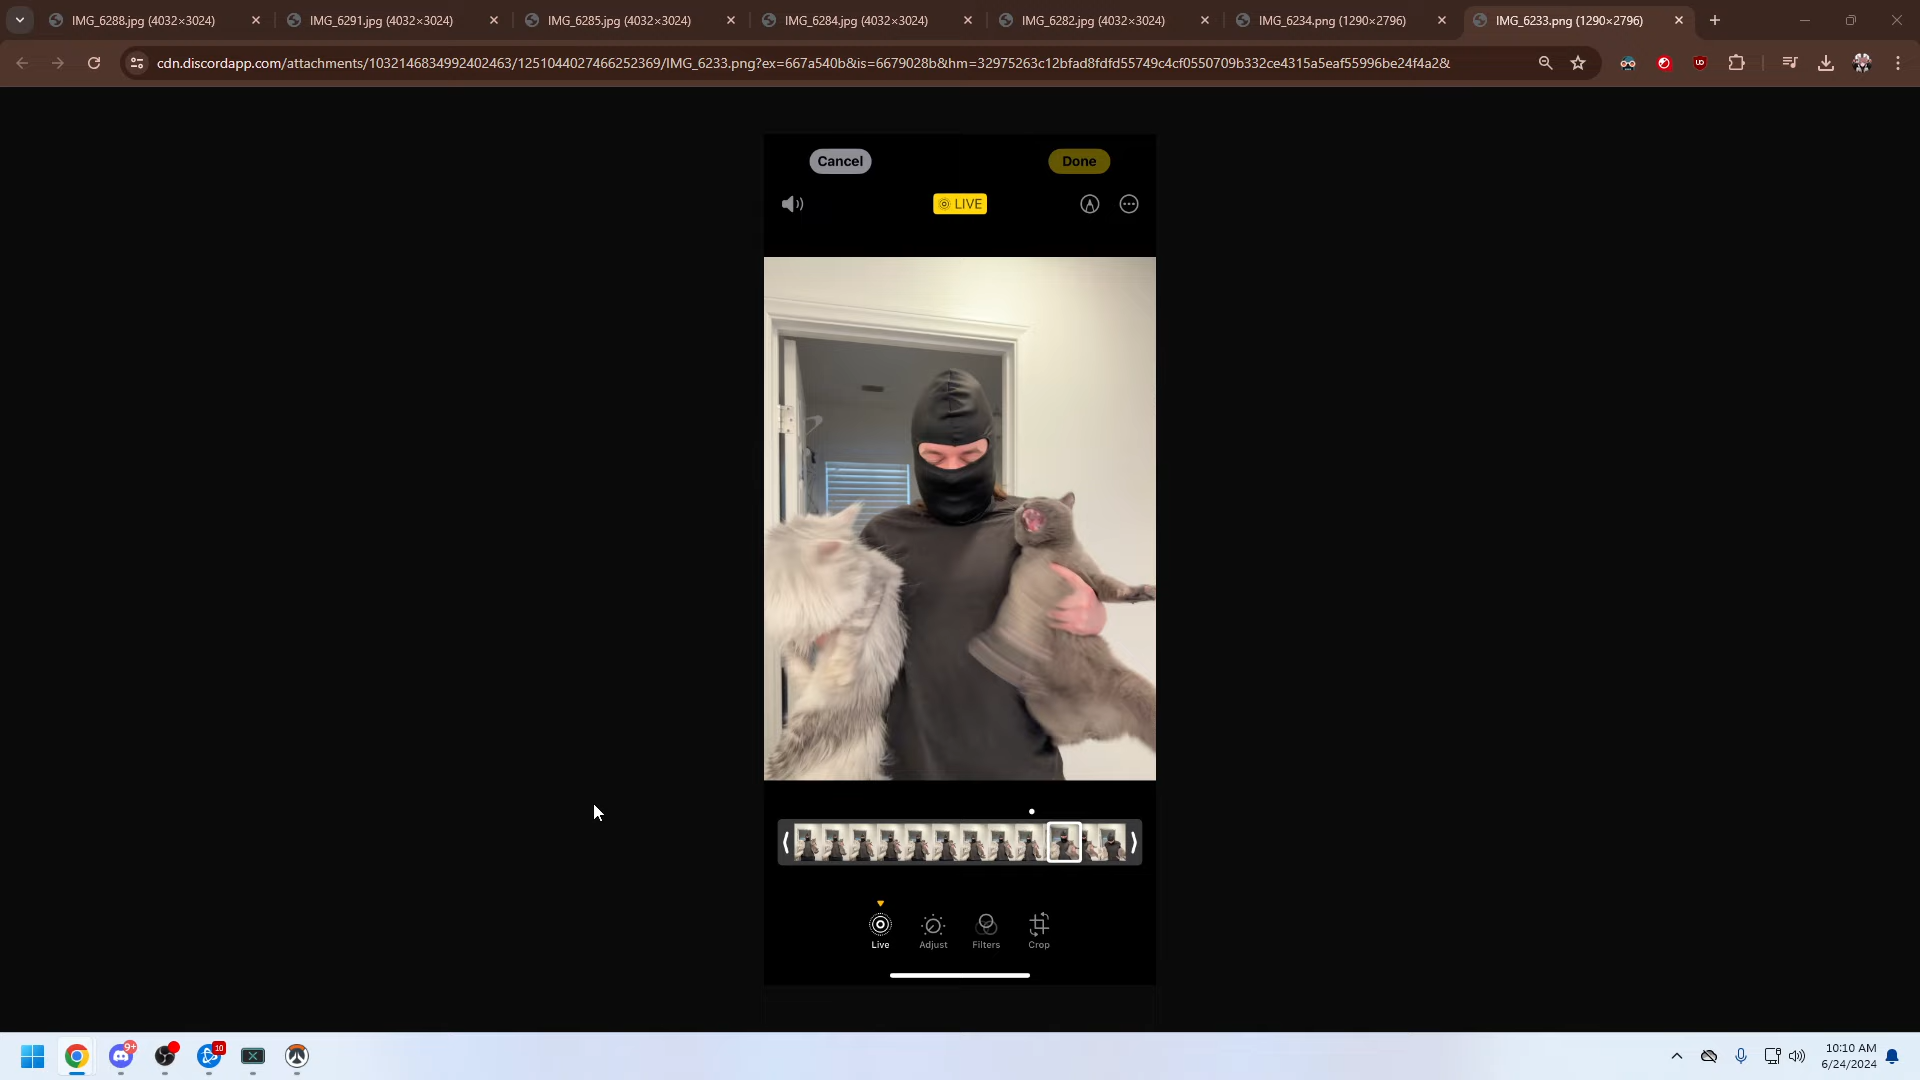 IMG_6288.jpg (4032×3024)
IMG_6291.jpg (4032×3024)
IMG_6285.jpg (4032×3024)
IMG_6284.jpg (4032×3024)
IMG_6282.jpg (4032×3024)
IMG_6234.png (1290×2796)
IMG_6233.png (1290×2796)
cdn.discordapp.com/attachments/1032146834992402463/1251044027466252369/IMG_6233.png?ex=667a540b&is=6679028b&hm=32975263c12bfad8fdfd55749c4cf0550709b332ce4315a5eaf55996be24f4a2&
Cancel
Done
LIVE
Live
Adjust
Filters
Crop
9+
10
10:10 AM
6/24/2024